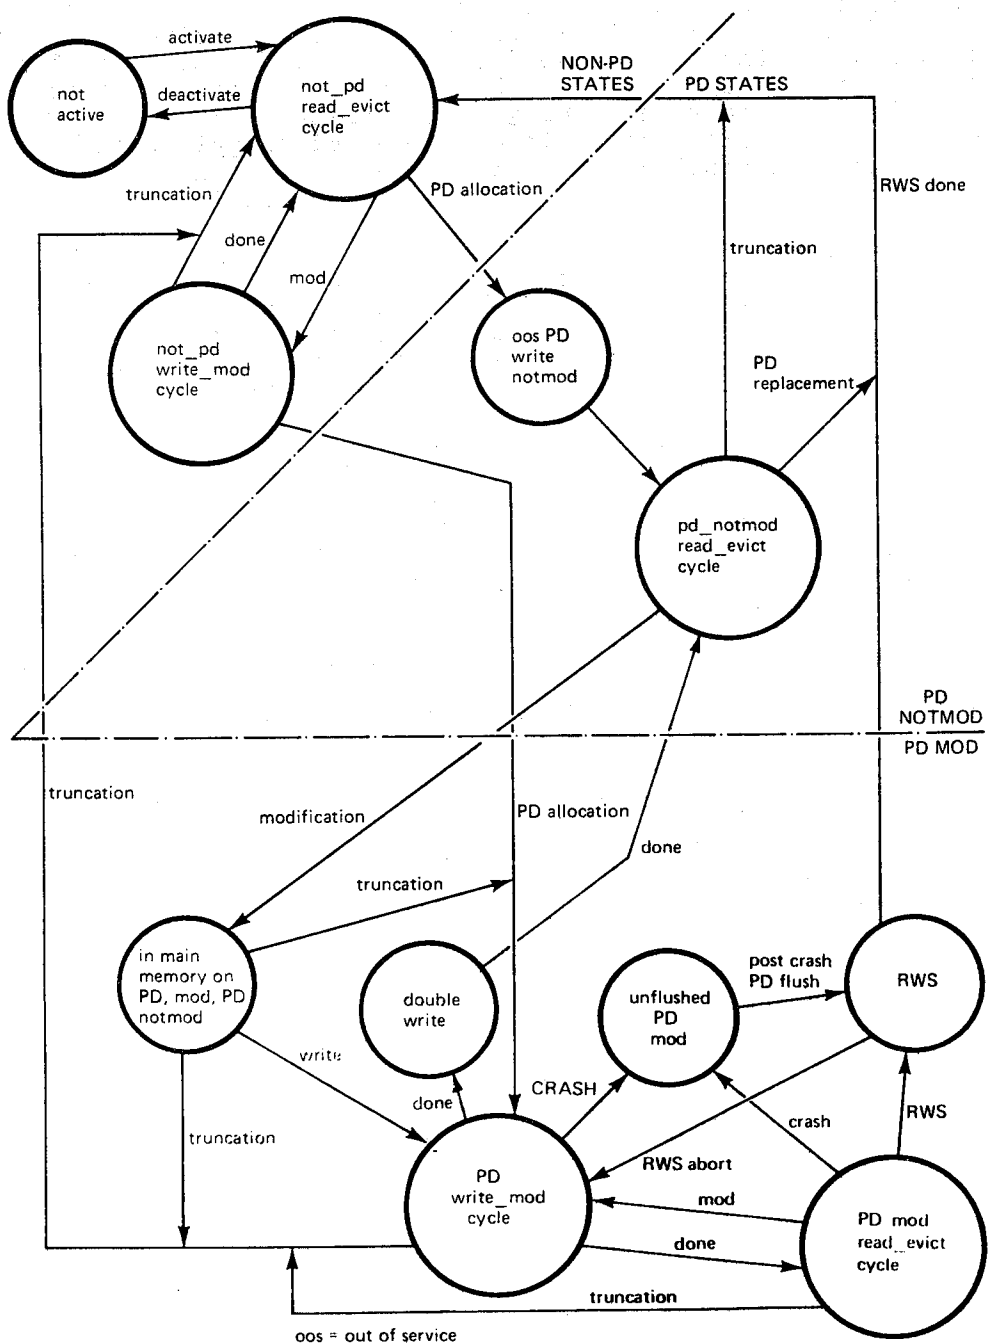 activate
not
active
deactivate
not_pd
read_evict
cycle
NON-PD
STATES
PD STATES
truncation
PD allocation
RWS done
done
mod
truncation
not_pd
write_mod
cycle
oos PD
write
notmod
PD
replacement
pd_notmod
read_evict
cycle
PD
NOTMOD
PD MOD
truncation
modification
PD allocation
done
truncation
in main
memory on
PD, mod, PD
notmod
double
write
unflushed
PD
mod
post crash
PD flush
RWS
write
done
CRASH
crash
RWS
truncation
RWS abort
PD
write_mod
cycle
mod
done
PD mod
read_evict
cycle
truncation
oos = out of service